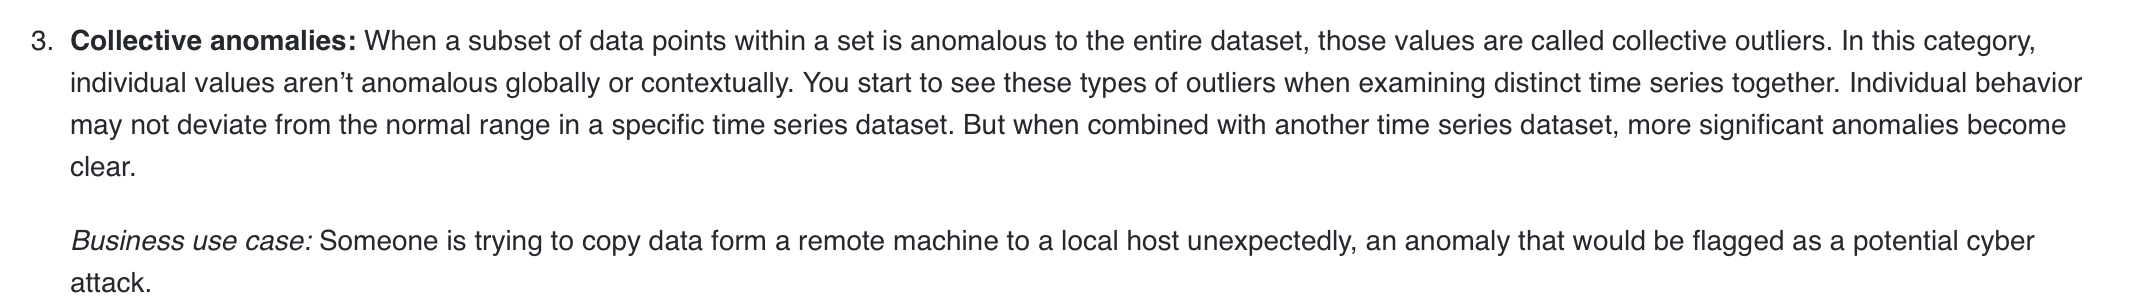 3. Collective anomalies: When a subset of data points within a set is anomalous to the entire dataset, those values are called collective outliers. In this category,
individual values aren’t anomalous globally or contextually. You start to see these types of outliers when examining distinct time series together. Individual behavior
may not deviate from the normal range in a specific time series dataset. But when combined with another time series dataset, more significant anomalies become
clear.
Business use case: Someone is trying to copy data form a remote machine to a local host unexpectedly, an anomaly that would be flagged as a potential cyber
attack.